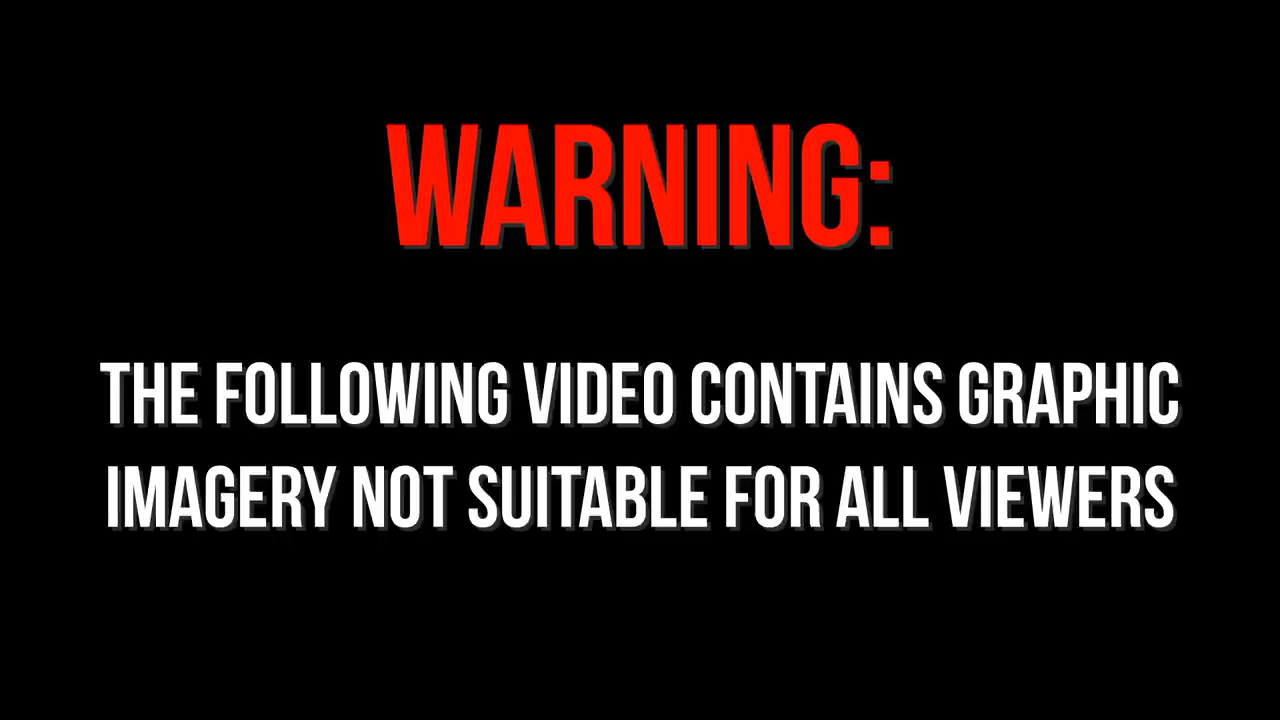 WARNING:
THE FOLLOWING VIDEO CONTAINS GRAPHIC
IMAGERY NOT SUITABLE FOR ALL VIEWERS